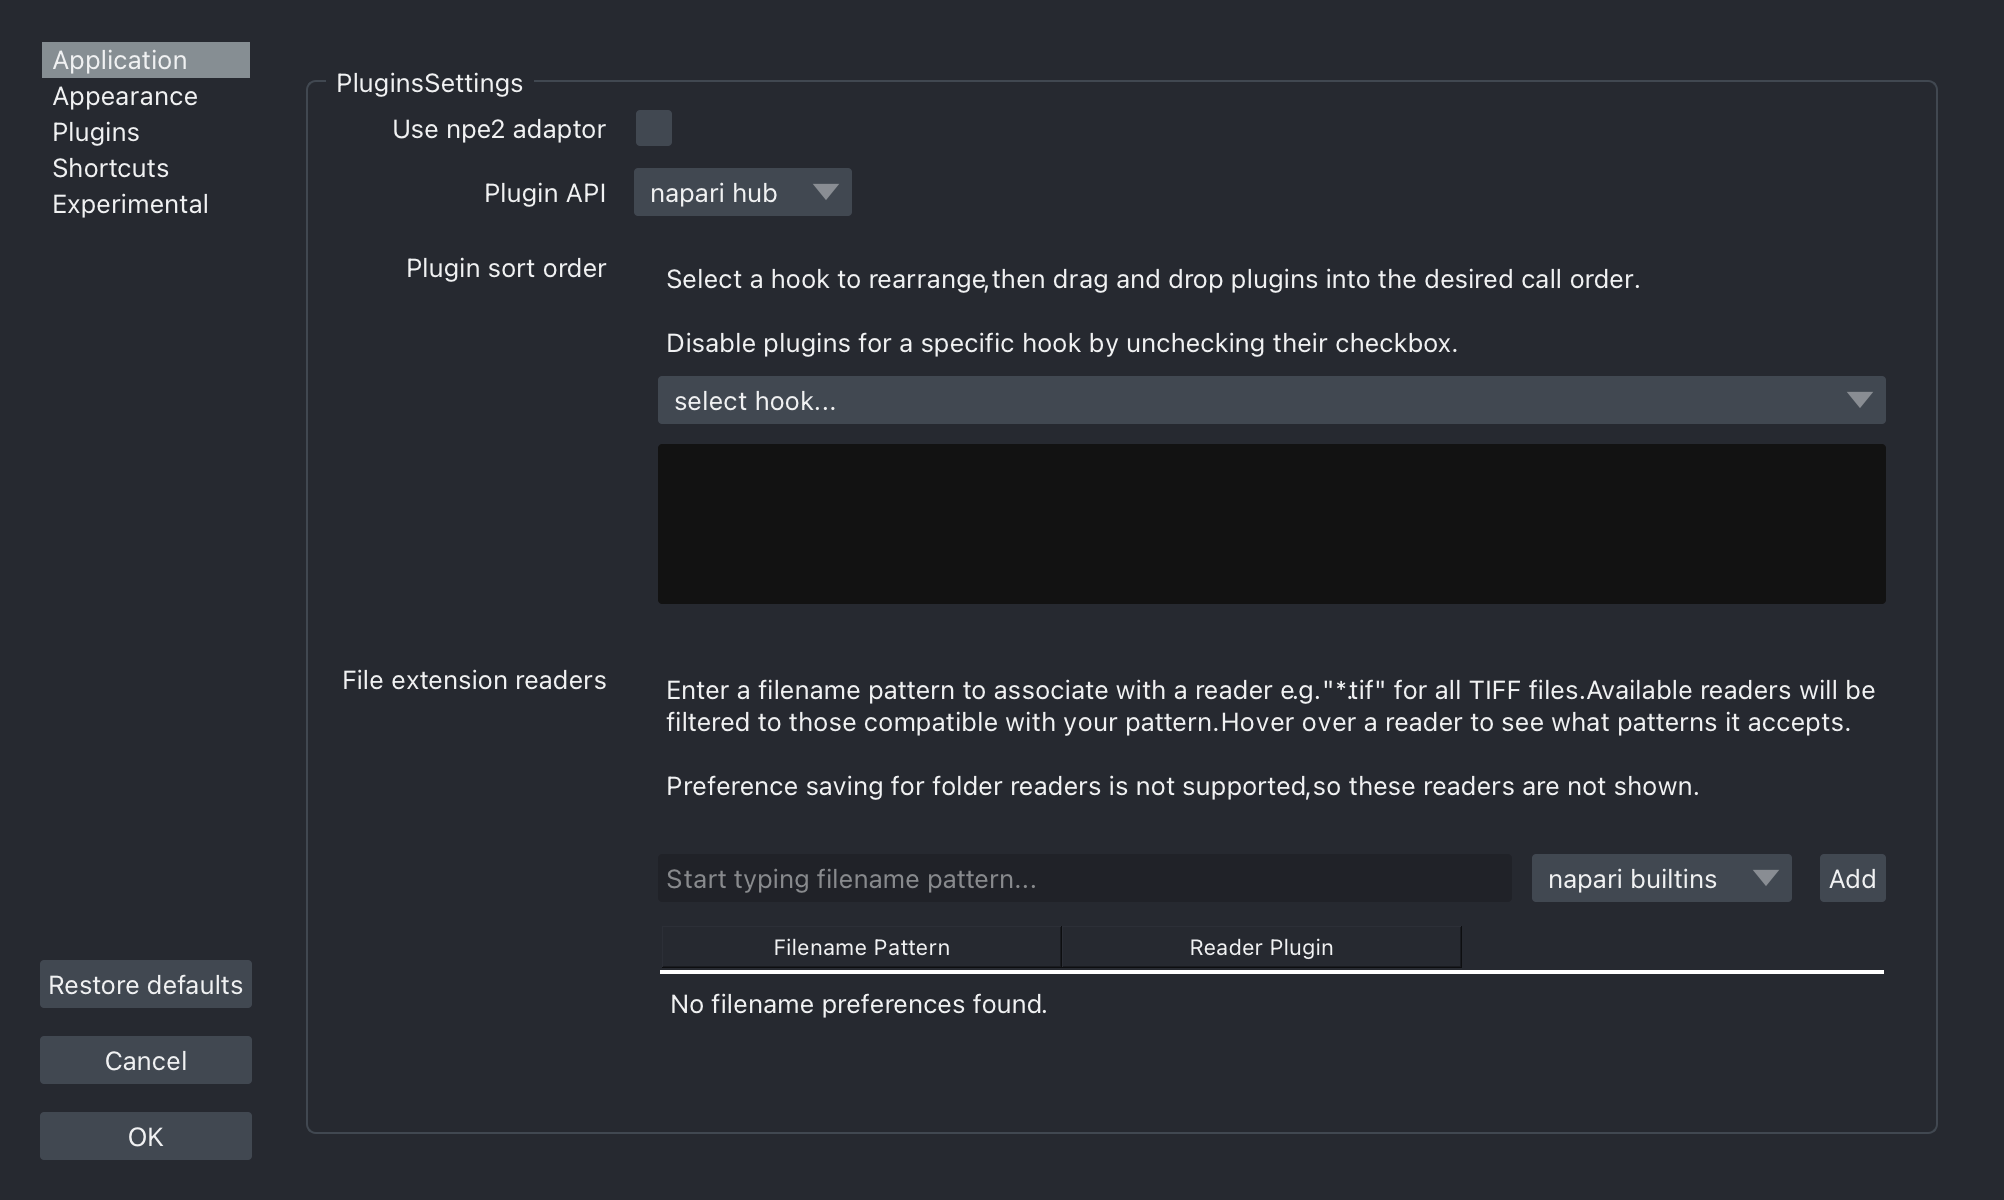 Application
Appearance
Plugins
Shortcuts
Experimental
PluginsSettings
Use npe2 adaptor
Plugin API
napari hub
Plugin sort order
Select a hook to rearrange,then drag and drop plugins into the desired call order.
Disable plugins for a specific hook by unchecking their checkbox.
select hook...
File extension readers
Enter a filename pattern to associate with a reader e.g."*.tif" for all TIFF files.Available readers will be
filtered to those compatible with your pattern.Hover over a reader to see what patterns it accepts.
Preference saving for folder readers is not supported,so these readers are not shown.
Start typing filename pattern...
napari builtins
Add
Filename Pattern
Reader Plugin
No filename preferences found.
Restore defaults
Cancel
OK